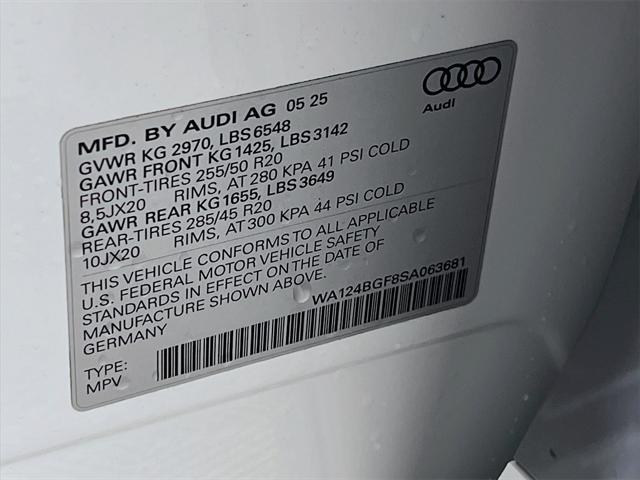 MFD. BY AUDI AG 05 25
GVWR KG 2970, LBS 6548
GAWR FRONT KG 1425, LBS 3142
FRONT-TIRES 255/50 R20
8,5JX20 RIMS, AT 280 KPA 41 PSI COLD
GAWR REAR KG 1655, LBS 3649
REAR-TIRES 285/45 R20
10JX20 RIMS, AT 300 KPA 44 PSI COLD
THIS VEHICLE CONFORMS TO ALL APPLICABLE
U.S. FEDERAL MOTOR VEHICLE SAFETY
STANDARDS IN EFFECT ON THE DATE OF
MANUFACTURE SHOWN ABOVE.
GERMANY
WA124BGF8SA063681
TYPE:
MPV
Audi